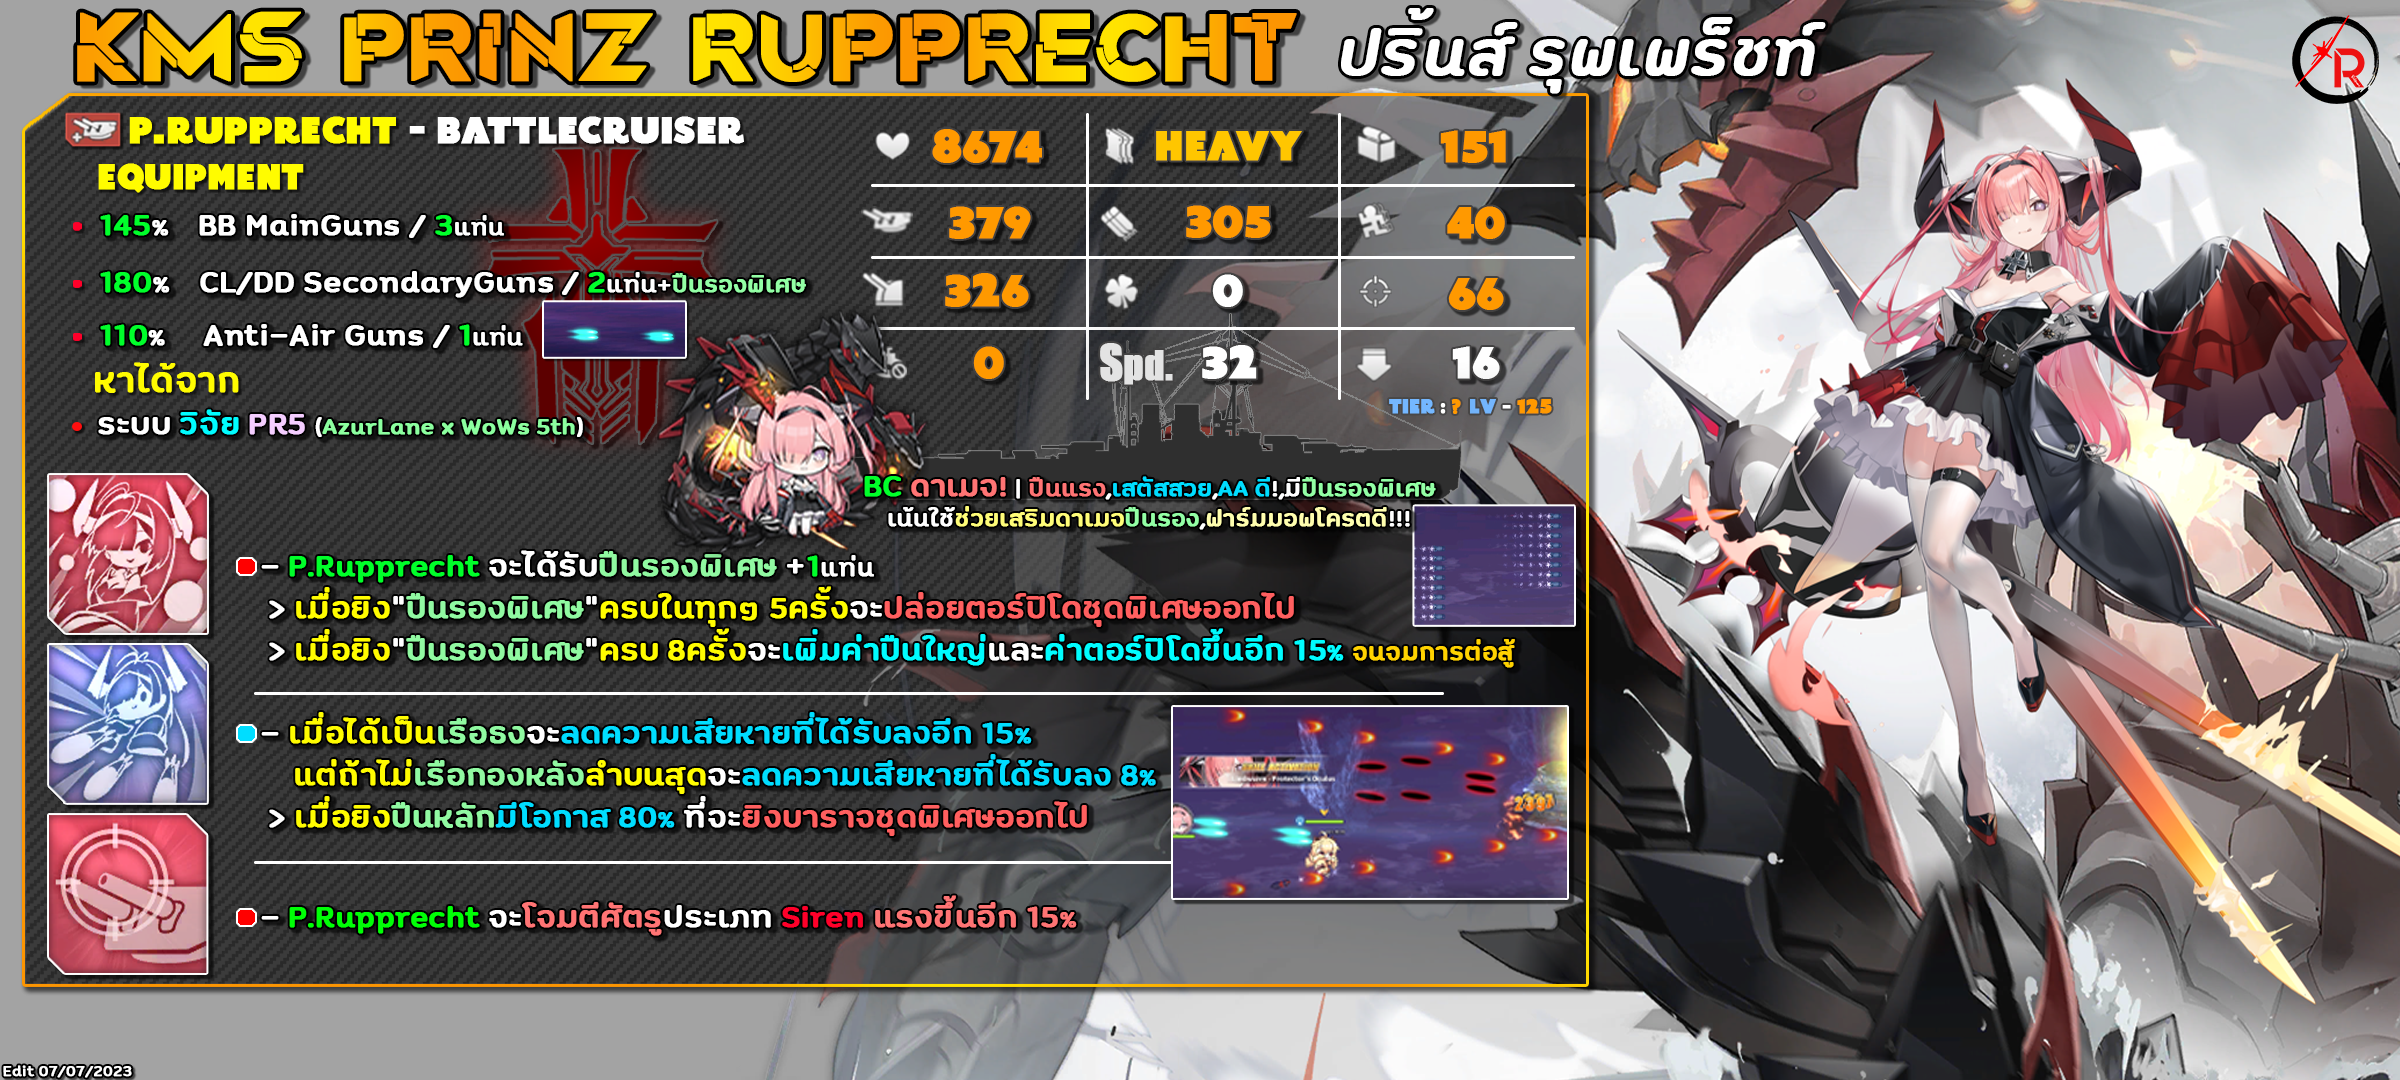 KMS PRINZ RUPPRECHT ปริ้นส์ รุพเพร็ชท์
R
P.RUPPRECHT - BATTLECRUISER
EQUIPMENT
145% BB MainGuns / 3แท่น
180% CL/DD SecondaryGuns / 2แท่น+ปืนรองพิเศษ
110% Anti-Air Guns / 1แท่น
หาได้จาก
ระบบ วิจัย PR5 (AzurLane x WoWs 5th)
8674 HEAVY 151
379 305 40
326 0 66
0 Spd. 32 16
TIER : ? LV - 125
BC ดาเมจ! | ปืนแรง,เสตัสสวย,AA ดี!,มีปืนรองพิเศษ
เน้นใช้ช่วยเสริมดาเมจปืนรอง,ฟาร์มมอพโครตดี!!!
- P.Rupprecht จะได้รับปืนรองพิเศษ +1แท่น
> เมื่อยิง"ปืนรองพิเศษ"ครบในทุกๆ 5ครั้งจะปล่อยตอร์ปิโดชุดพิเศษออกไป
> เมื่อยิง"ปืนรองพิเศษ"ครบ 8ครั้งจะเพิ่มค่าปืนใหญ่และค่าตอร์ปิโดขึ้นอีก 15% จนจมการต่อสู้
- เมื่อได้เป็นเรือธงจะลดความเสียหายที่ได้รับลงอีก 15%
แต่ถ้าไม่เรือกองหลังลำบนสุดจะลดความเสียหายที่ได้รับลง 8%
> เมื่อยิงปืนหลักมีโอกาส 80% ที่จะยิงบาราจชุดพิเศษออกไป
- P.Rupprecht จะโจมตีศัตรูประเภท Siren แรงขึ้นอีก 15%
Edit 07/07/2023